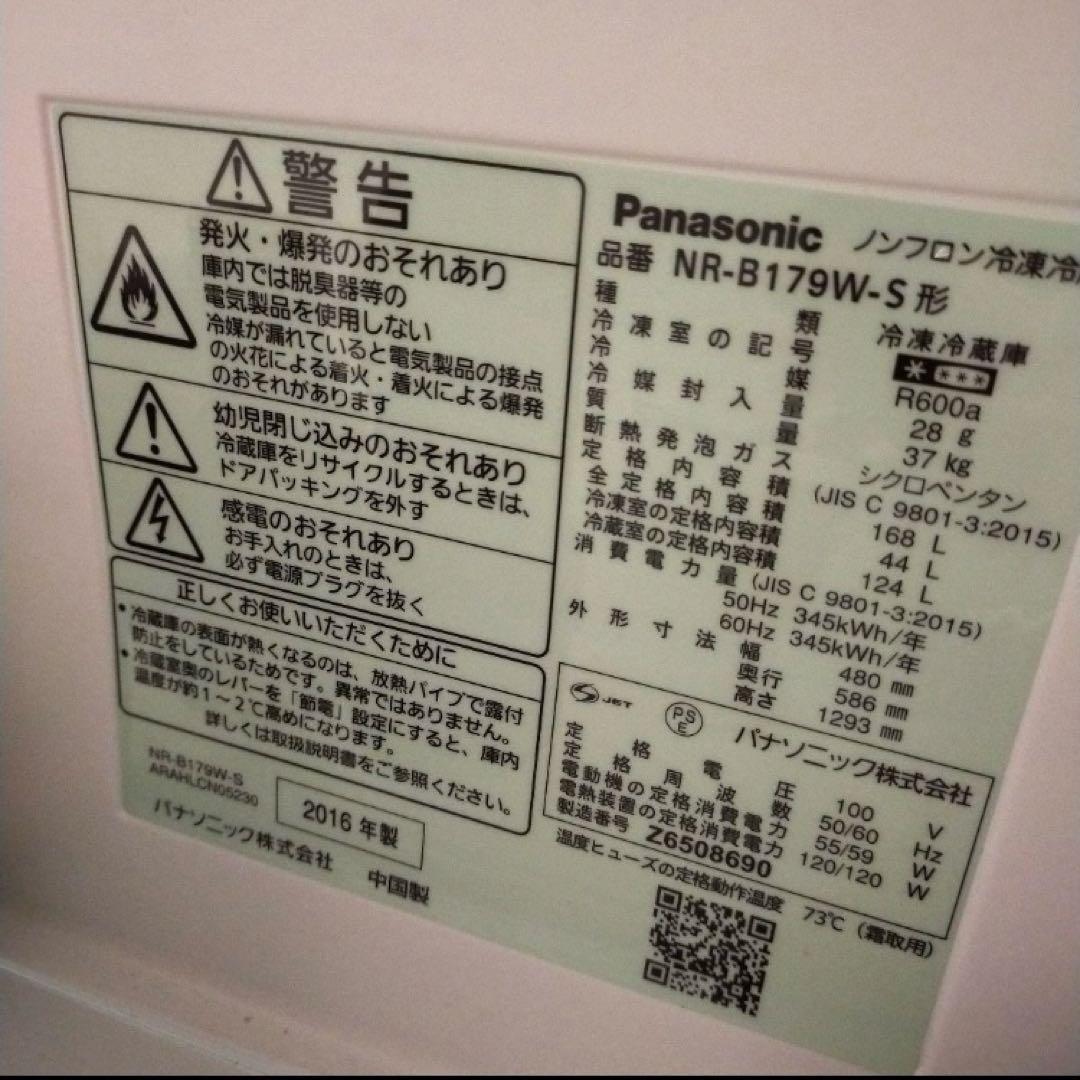 警告
発火・爆発のおそれあり
庫内では脱臭器等の
電気製品を使用しない
冷媒が漏れていると電気製品の接点
の火花による着火・着火による爆発
のおそれがあります
幼児閉じ込みのおそれあり
冷蔵庫をリサイクルするときは、
ドアパッキングを外す
感電のおそれあり
お手入れのときは、
必ず電源プラグを抜く
正しくお使いいただくために
・冷蔵庫の表面が熱くなるのは、放熱パイプで露付
防止をしているためです。異常ではありません。
・冷蔵室奥のレバーを「節電」設定にすると、庫内
温度が約1〜2℃高めになります。
詳しくは取扱説明書をご参照ください。
NR-B179W-S
ARAHLCN05230
2016 年製
パナソニック株式会社
中国製
Panasonic ノンフロン冷凍冷
品番 NR-B179W-S 形
種類 冷凍冷蔵庫
冷凍室の記号 * ***
冷媒 R600a
冷媒封入量 28 g
質量 37 kg
断熱発泡ガス シクロペンタン
定格内容積 (JIS C 9801-3:2015)
全定格内容積 168 L
冷凍室の定格内容積 44 L
冷蔵室の定格内容積 124 L
消費電力量 (JIS C 9801-3:2015)
50Hz 345kWh/年
60Hz 345kWh/年
外形寸法 幅 480 mm
奥行 586 mm
高さ 1293 mm
JET PSE パナソニック株式会社
定格電圧 100 V
定格周波数 50/60 Hz
電動機の定格消費電力 55/59 W
電熱装置の定格消費電力 120/120 W
製造番号 Z6508690
温度ヒューズの定格動作温度 73℃ (霜取用)